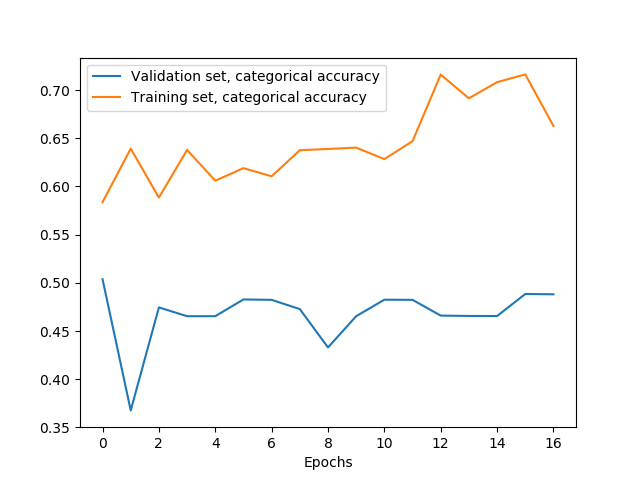 Validation set, categorical accuracy
Training set, categorical accuracy
0.70
0.65
0.60
0.55
0.50
0.45
0.40
0.35
0 2 4 6 8 10 12 14 16
Epochs